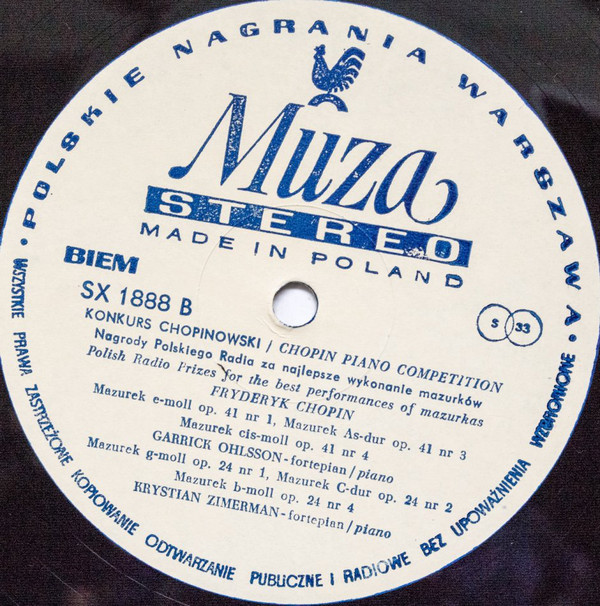 POLSKIE NAGRANIA WARSZAWA
Muza
STEREO
MADE IN POLAND
BIEM
SX 1888 B
S 33
KONKURS CHOPINOWSKI / CHOPIN PIANO COMPETITION
Nagrody Polskiego Radia za najlepsze wykonanie mazurków
Polish Radio Prizes for the best performances of mazurkas
FRYDERYK CHOPIN
Mazurek e-moll op. 41 nr 1, Mazurek As-dur op. 41 nr 3
Mazurek cis-moll op. 41 nr 4
GARRICK OHLSSON-fortepian/piano
Mazurek g-moll op. 24 nr 1, Mazurek C-dur op. 24 nr 2
Mazurek b-moll op. 24 nr 4
KRYSTIAN ZIMERMAN-fortepian/piano
WSZYSTKIE PRAWA ZASTRZEŻONE KOPIOWANIE ODTWARZANIE PUBLICZNE I RADIOWE BEZ UPOWAŻNIENIA WZBRONIONE